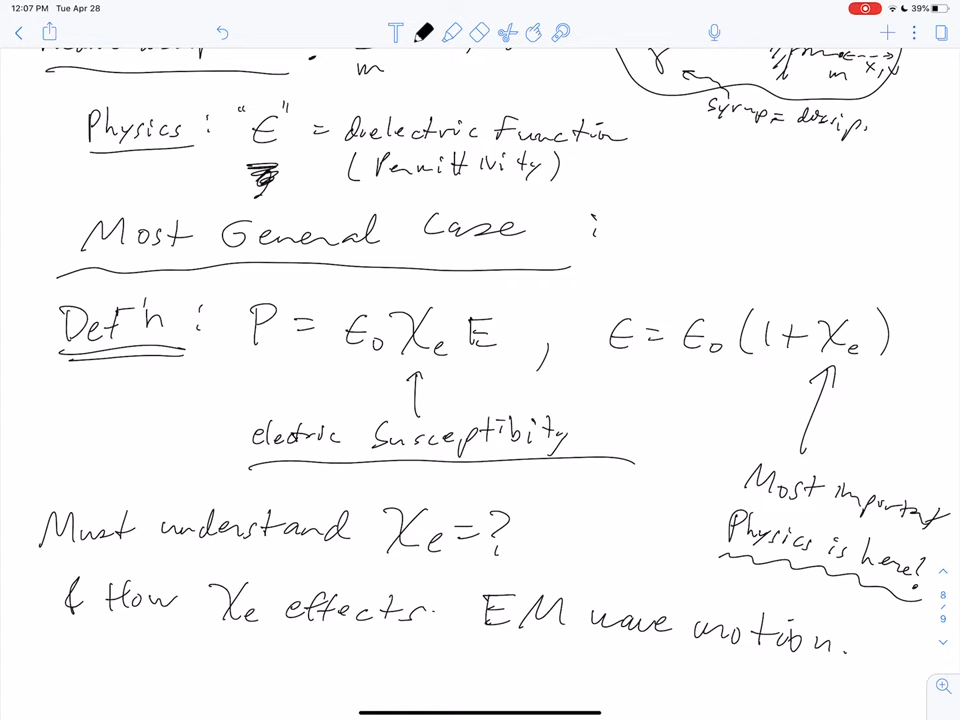 12:07 PM Tue Apr 28
39%
m
m
x,v
syrup = dissip.
Physics : "ϵ" = Dielectric Function
(Permittivity)
Most General Case :
Def'n : P = ϵ₀ χₑ E , ϵ = ϵ₀ (1 + χₑ)
electric Susceptibity
Most important
Physics is here!
Must understand χₑ = ?
& How χₑ effects. EM wave motion.
8
/
9